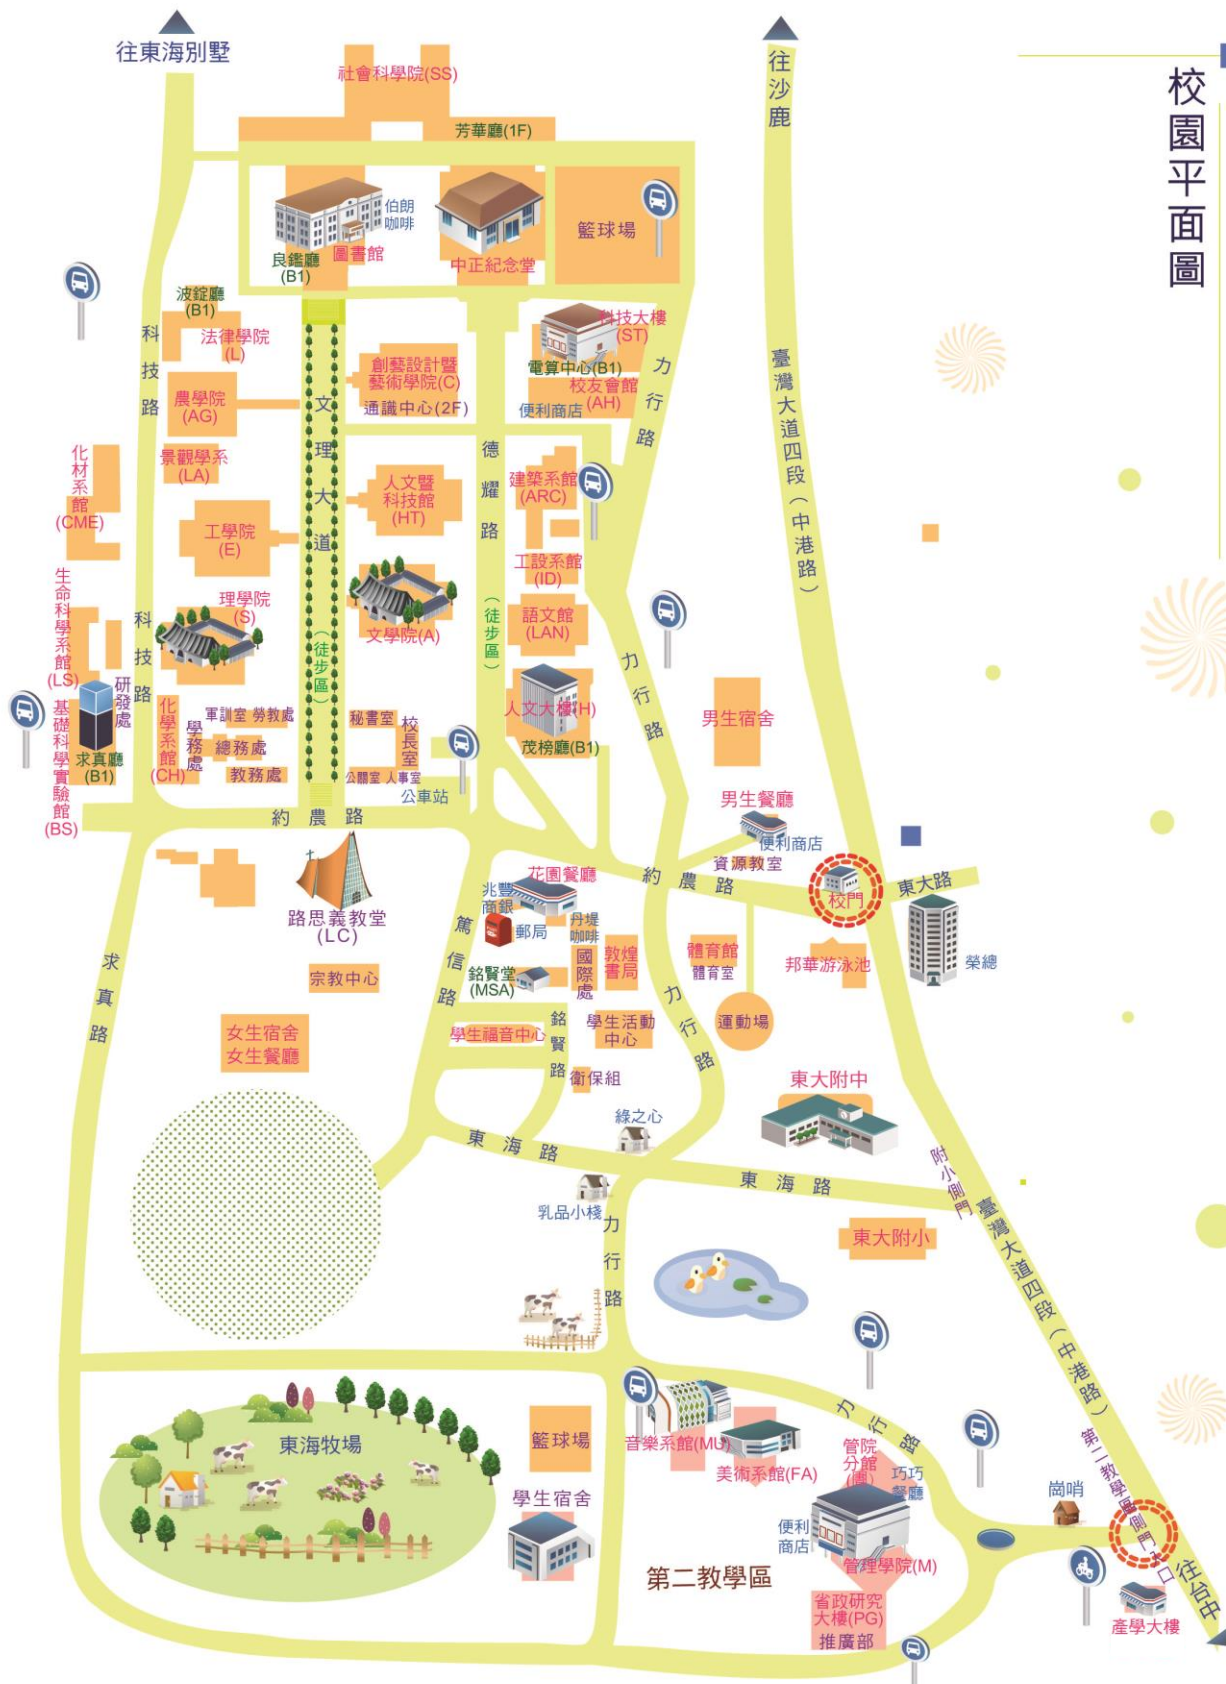 往東海別墅
往沙鹿
校園平面圖
社會科學院(SS)
芳華廳(1F)
伯朗
咖啡
圖書館
良鑑廳
(B1)
中正紀念堂
籃球場
波錠廳
(B1)
法律學院
(L)
科技路
科技大樓
(ST)
電算中心(B1)
校友會館
(AH)
便利商店
力行路
臺灣大道四段(中港路)
創藝設計暨
藝術學院(C)
通識中心(2F)
農學院
(AG)
文理大道
(徒步區)
德耀路
(徒步區)
景觀學系
(LA)
化材系館
(CME)
人文暨
科技館
(HT)
建築系館
(ARC)
工學院
(E)
工設系館
(ID)
生命科學系館
(LS)
理學院
(S)
科技路
文學院(A)
語文館
(LAN)
力行路
研發處
基礎科學實驗館
(BS)
求真廳
(B1)
化學系館
(CH)
學務處
軍訓室 勞教處
總務處
教務處
秘書室
校長室
公關室 人事室
公車站
人文大樓(H)
茂榜廳(B1)
男生宿舍
男生餐廳
便利商店
資源教室
約農路
約農路
校門
東大路
路思義教堂
(LC)
花園餐廳
兆豐
商銀
郵局
丹堤
咖啡
篤信路
銘賢堂
(MSA)
國際處
敦煌
書局
體育館
體育室
邦華游泳池
榮總
宗教中心
求真路
女生宿舍
女生餐廳
學生福音中心
銘賢路
學生活動
中心
力行路
運動場
衛保組
東大附中
綠之心
東海路
東海路
附小側門
乳品小棧
力行路
東大附小
臺灣大道四段(中港路)
東海牧場
籃球場
學生宿舍
音樂系館(MU)
美術系館(FA)
力行路
管院
分館
巧巧
餐廳
便利
商店
管理學院(M)
第二教學區
省政研究
大樓(PG)
推廣部
崗哨
第二教學區側門
往台中
產學大樓